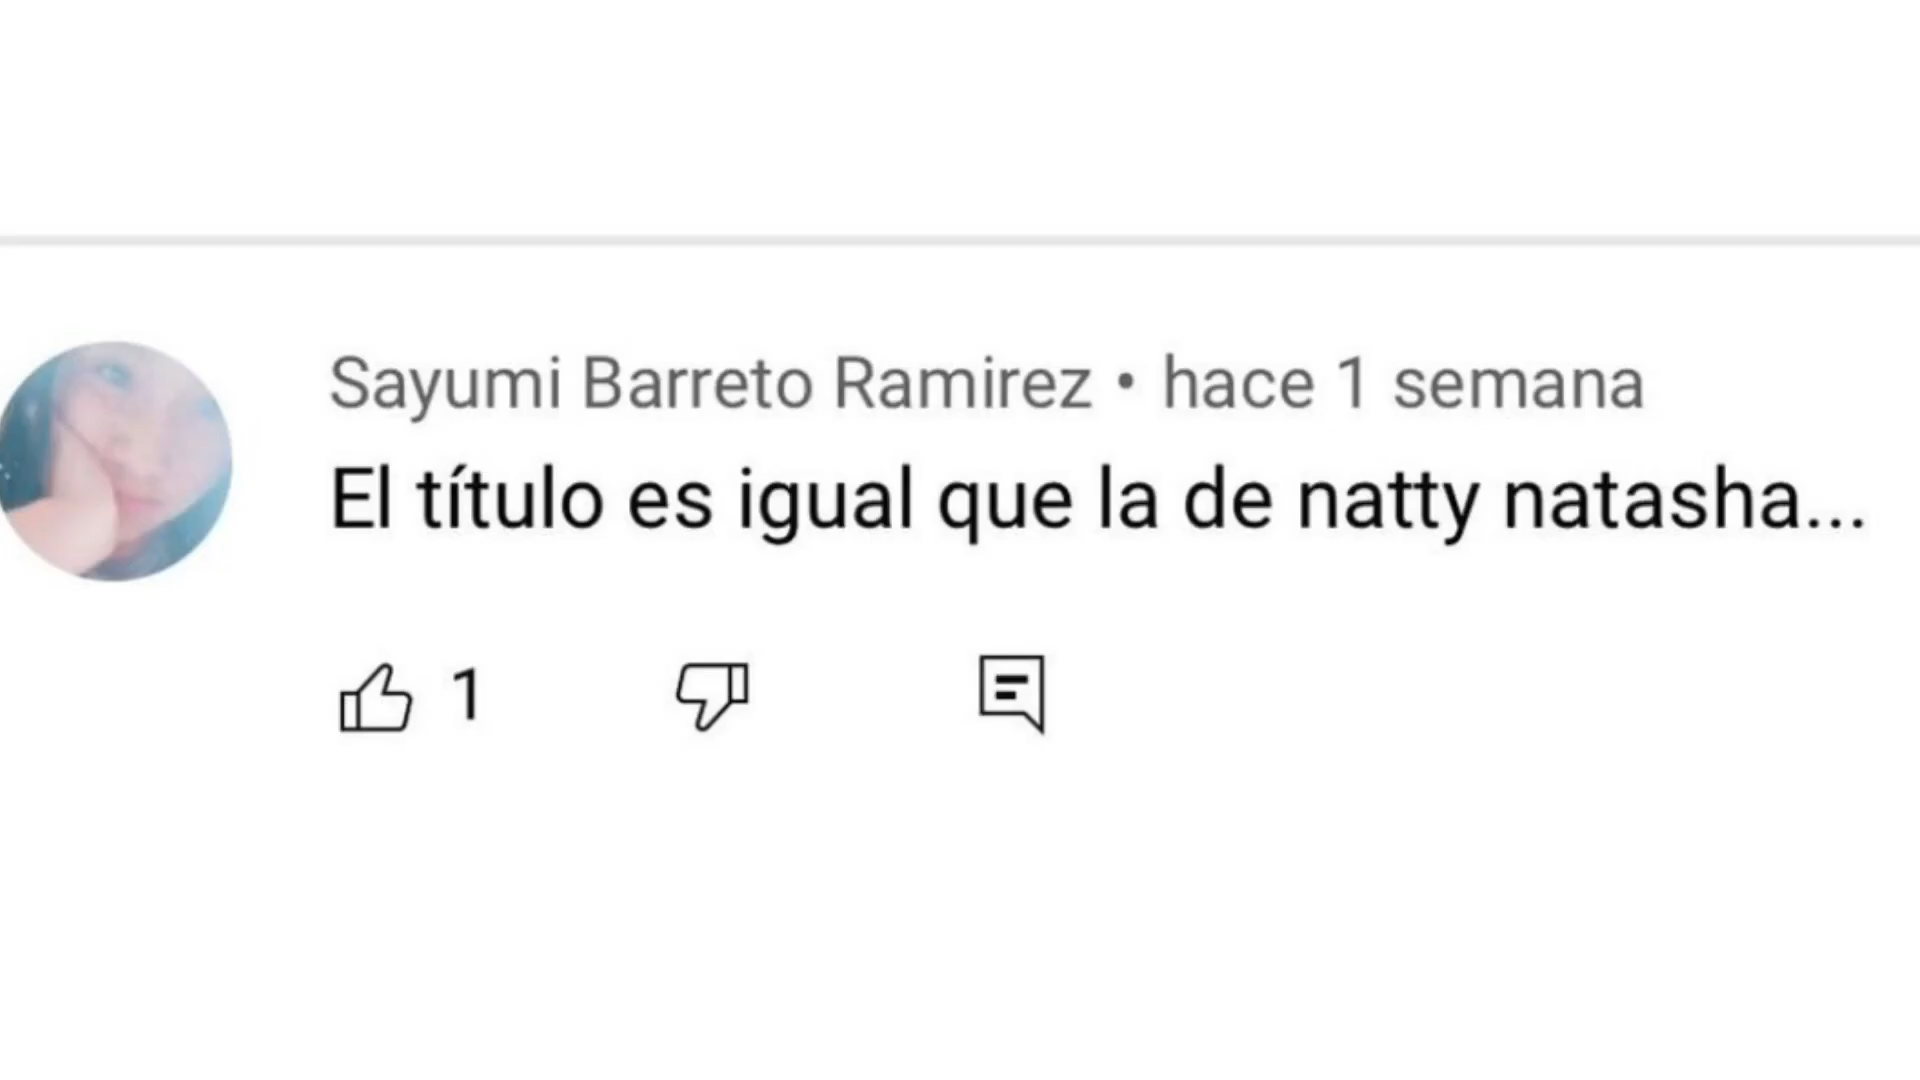 Sayumi Barreto Ramirez • hace 1 semana
El título es igual que la de natty natasha...
1